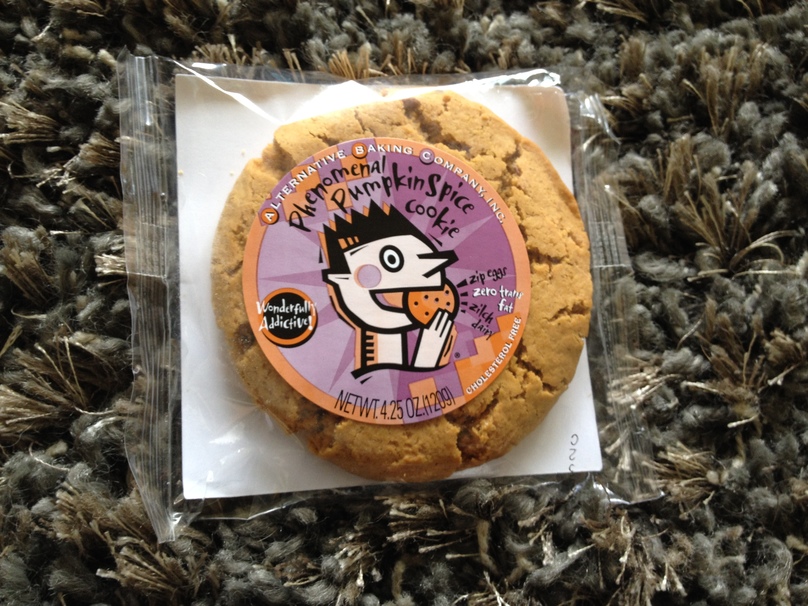 ALTERNATIVE BAKING COMPANY, INC.
Phenomenal
Pumpkin Spice
cookie
zip eggs
zero trans
fat
zilch
dairy
Wonderfully
Addictive!
CHOLESTEROL FREE
NET WT. 4.25 OZ. (120g)